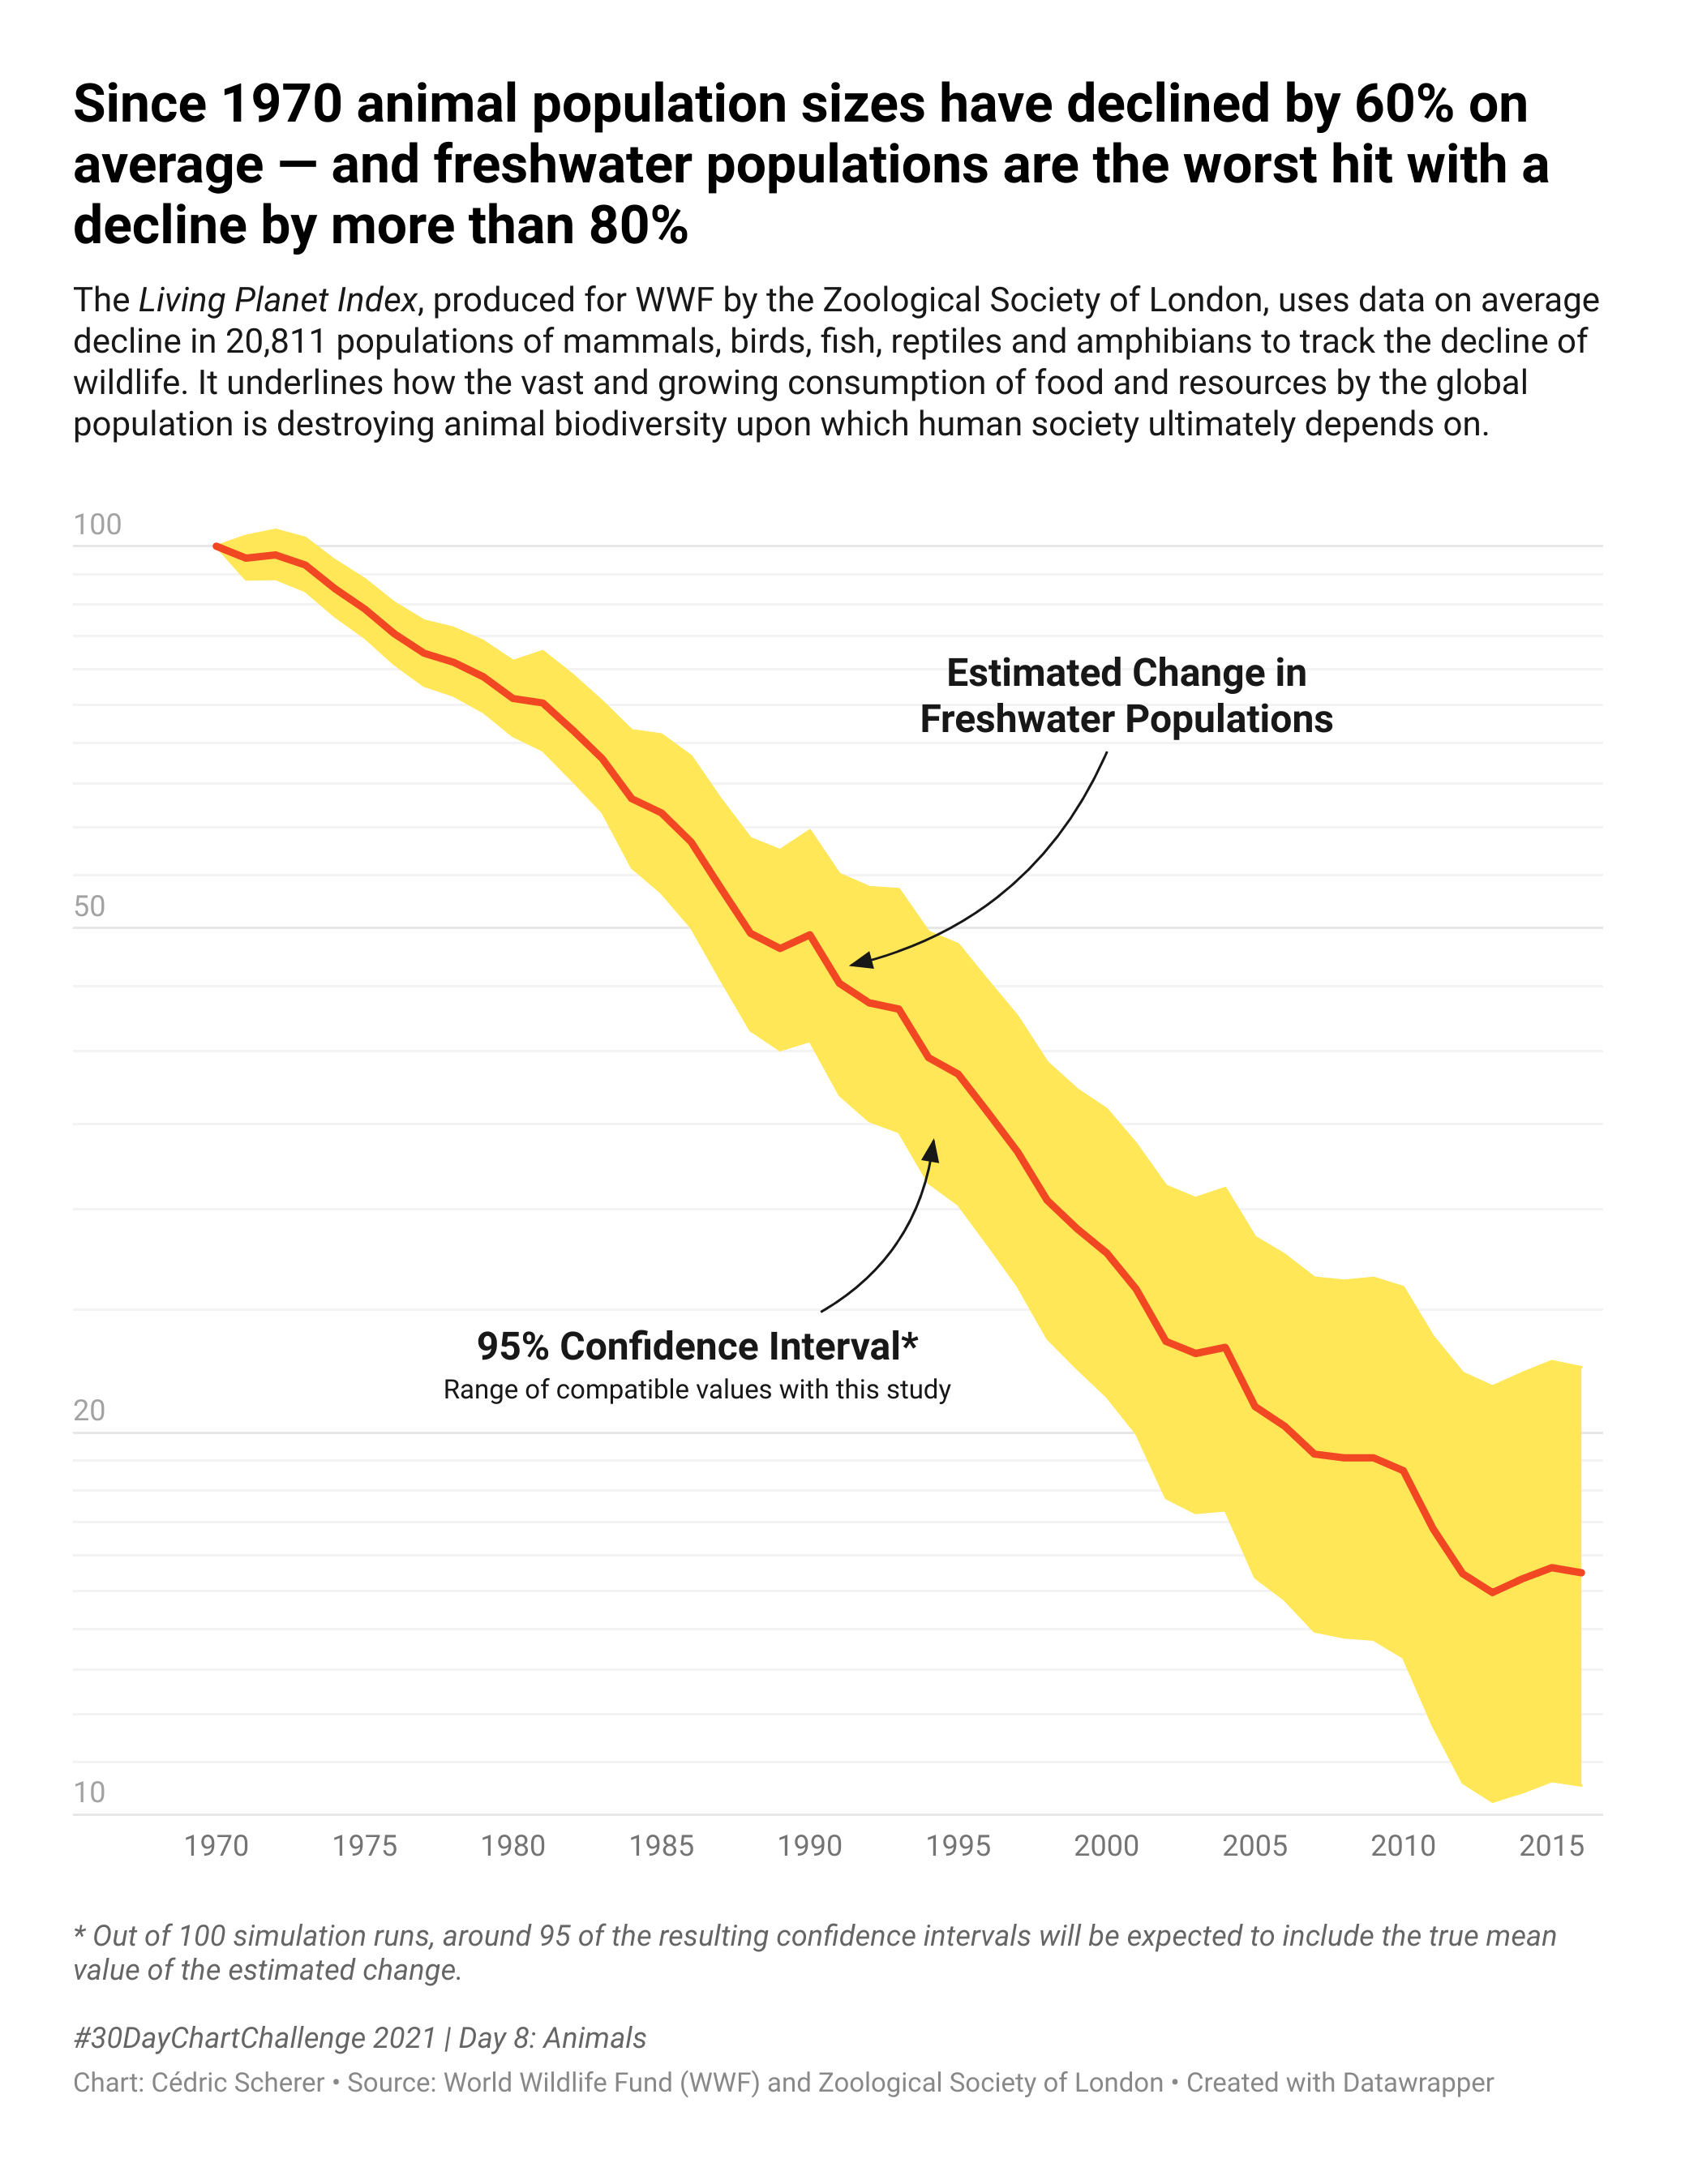 Since 1970 animal population sizes have declined by 60% on
average — and freshwater populations are the worst hit with a
decline by more than 80%
The Living Planet Index, produced for WWF by the Zoological Society of London, uses data on average
decline in 20,811 populations of mammals, birds, fish, reptiles and amphibians to track the decline of
wildlife. It underlines how the vast and growing consumption of food and resources by the global
population is destroying animal biodiversity upon which human society ultimately depends on.
100
Estimated Change in
Freshwater Populations
50
95% Confidence Interval*
Range of compatible values with this study
20
10
1970 1975 1980 1985 1990 1995 2000 2005 2010 2015
* Out of 100 simulation runs, around 95 of the resulting confidence intervals will be expected to include the true mean
value of the estimated change.
#30DayChartChallenge 2021 | Day 8: Animals
Chart: Cédric Scherer • Source: World Wildlife Fund (WWF) and Zoological Society of London • Created with Datawrapper